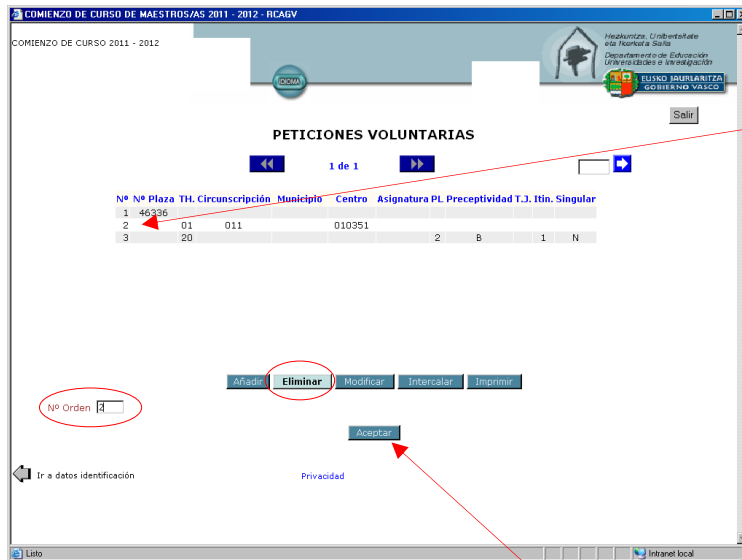 COMIENZO DE CURSO DE MAESTROS/AS 2011 - 2012 - RCAGV
COMIENZO DE CURSO 2011 - 2012
Hezkuntza, Unibertsitate
eta Ikerketa Saila
Departamento de Educación
Universidades e Investigación
EUSKO JAURLARITZA
GOBIERNO VASCO
IDIOMA
Salir
PETICIONES VOLUNTARIAS
1 de 1
Nº Nº Plaza TH. Circunscripción Municipio Centro Asignatura PL Preceptividad T.J. Itin. Singular
1 46336
2 01 011 010351
3 20 2 B 1 N
Añadir Eliminar Modificar Intercalar Imprimir
Nº Orden 2
Aceptar
Ir a datos identificación Privacidad
Listo Intranet local